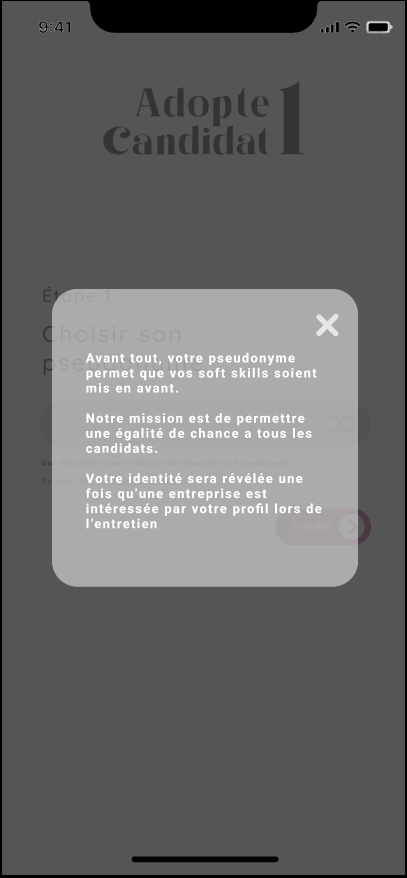 9:41
Adopte 1
Candidat
Étape 1:
Choisir son
pseudonyme
Avant tout, votre pseudonyme
permet que vos soft skills soient
mis en avant.
Notre mission est de permettre
une égalité de chance a tous les
candidats.
Votre identité sera révélée une
fois qu’une entreprise est
intéressée par votre profil lors de
l’entretien
Valider